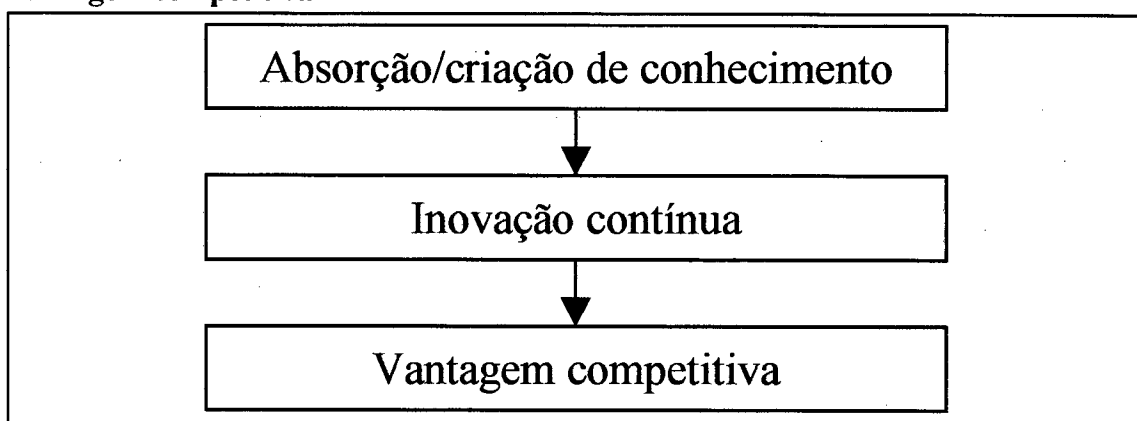 Absorção/criação de conhecimento
Inovação contínua
Vantagem competitiva